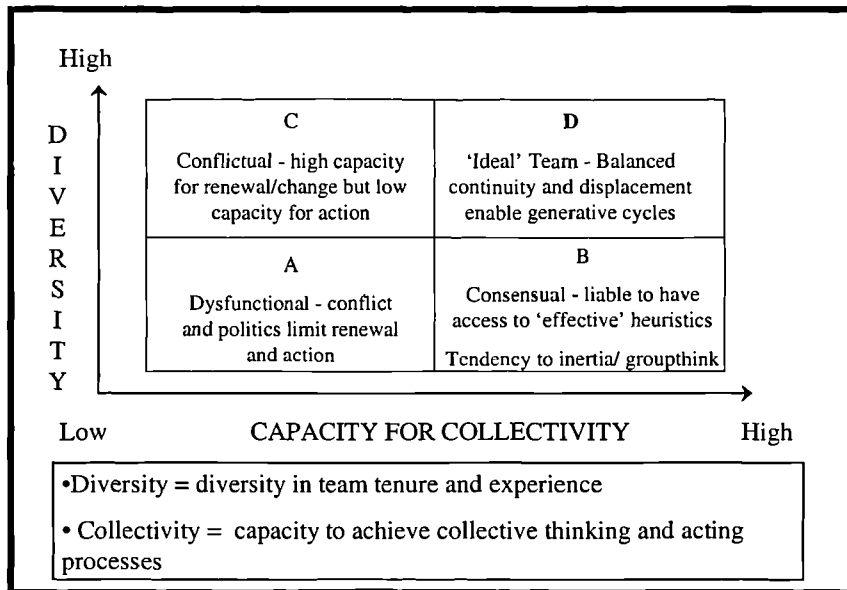 High
DIVERSITY
C
Conflictual - high capacity
for renewal/change but low
capacity for action
D
‘Ideal’ Team - Balanced
continuity and displacement
enable generative cycles
A
Dysfunctional - conflict
and politics limit renewal
and action
B
Consensual - liable to have
access to ‘effective’ heuristics
Tendency to inertia/ groupthink
Low CAPACITY FOR COLLECTIVITY High
•Diversity = diversity in team tenure and experience
• Collectivity = capacity to achieve collective thinking and acting
processes